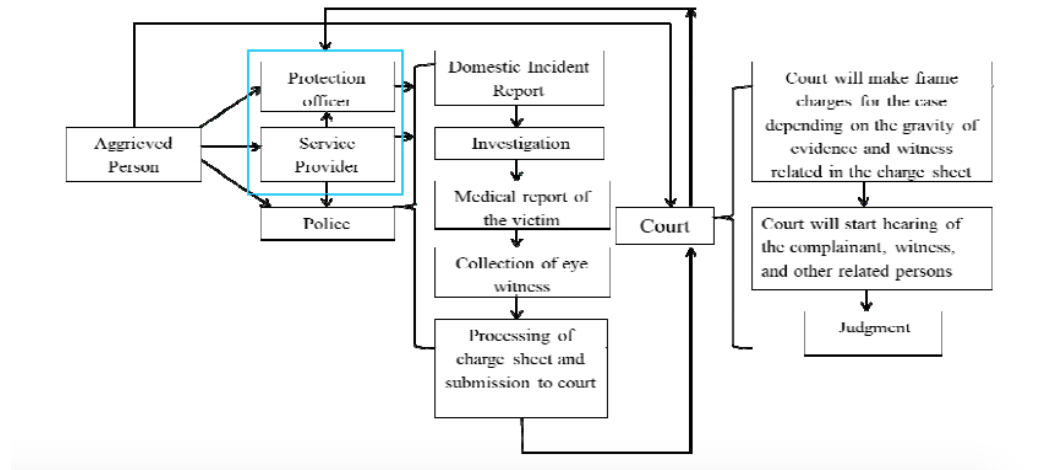 Aggrieved
Person
Protection
officer
Service
Provider
Police
Domestic Incident
Report
Investigation
Medical report of
the victim
Collection of eye
witness
Processing of
charge sheet and
submission to court
Court
Court will make frame
charges for the case
depending on the gravity of
evidence and witness
related in the charge sheet
Court will start hearing of
the complainant, witness,
and other related persons
Judgment